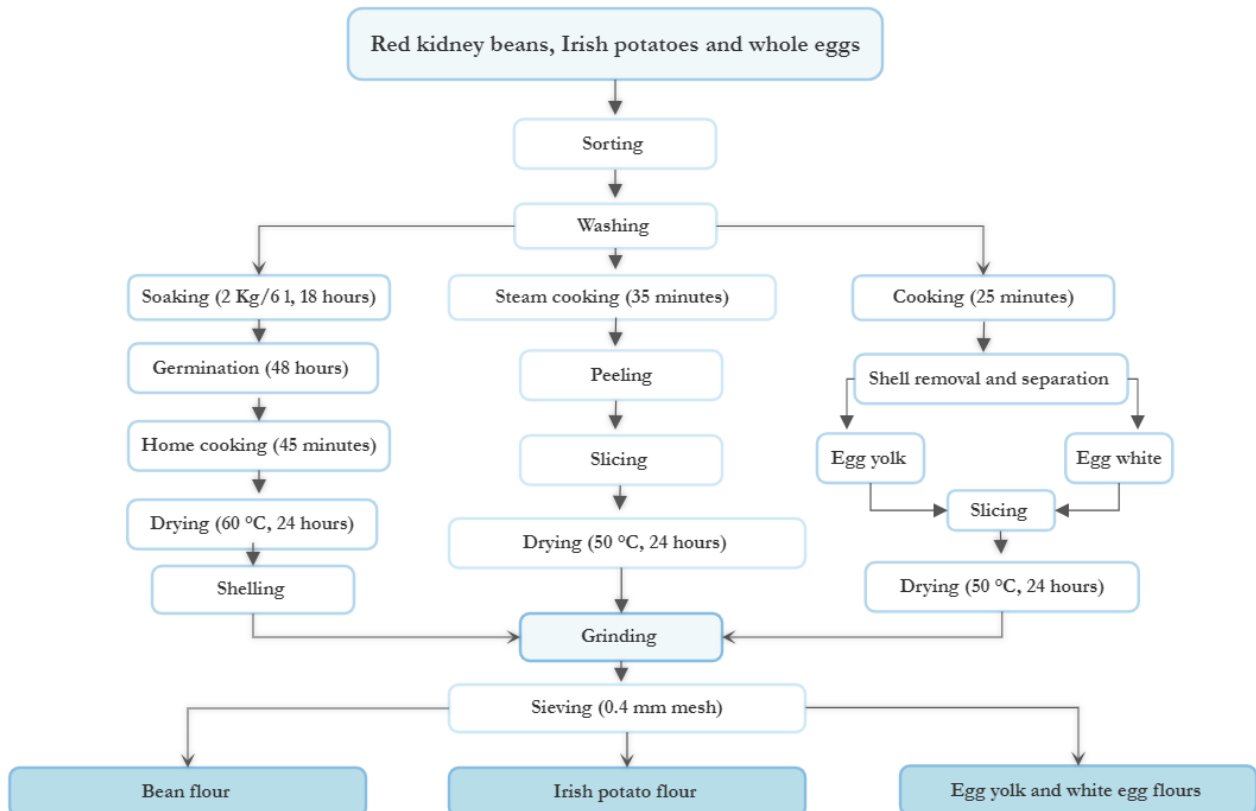 Red kidney beans, Irish potatoes and whole eggs
Sorting
Washing
Soaking (2 Kg/6 l, 18 hours)
Steam cooking (35 minutes)
Cooking (25 minutes)
Germination (48 hours)
Peeling
Shell removal and separation
Home cooking (45 minutes)
Slicing
Egg yolk
Egg white
Drying (60 °C, 24 hours)
Drying (50 °C, 24 hours)
Slicing
Shelling
Drying (50 °C, 24 hours)
Grinding
Sieving (0.4 mm mesh)
Bean flour
Irish potato flour
Egg yolk and white egg flours